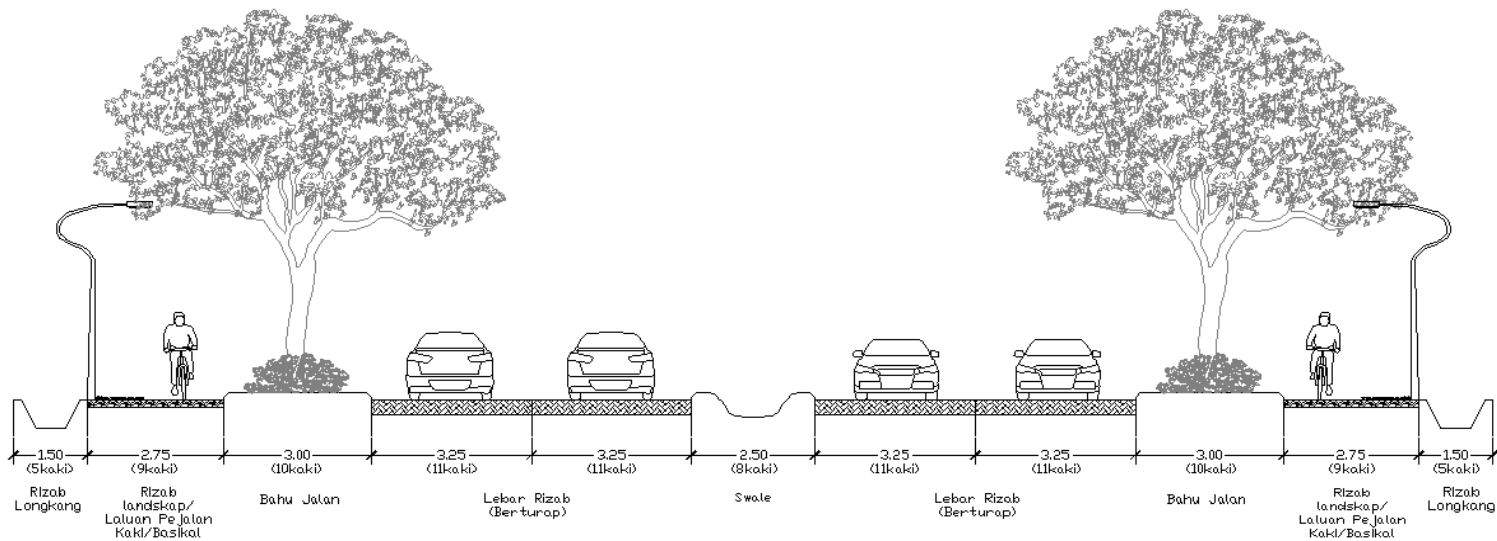 1.50 2.75 3.00 3.25 3.25 2.50 3.25 3.25 3.00 2.75 1.50
(5kaki) (9kaki) (10kaki) (11kaki) (11kaki) (8kaki) (11kaki) (11kaki) (10kaki) (9kaki) (5kaki)
Rizab
Longkang
Rizab
landskap/
Laluan Pejalan
Kaki/Basikal
Bahu Jalan
Lebar Rizab
(Berturap)
Swale
Lebar Rizab
(Berturap)
Bahu Jalan
Rizab
landskap/
Laluan Pejalan
Kaki/Basikal
Rizab
Longkang